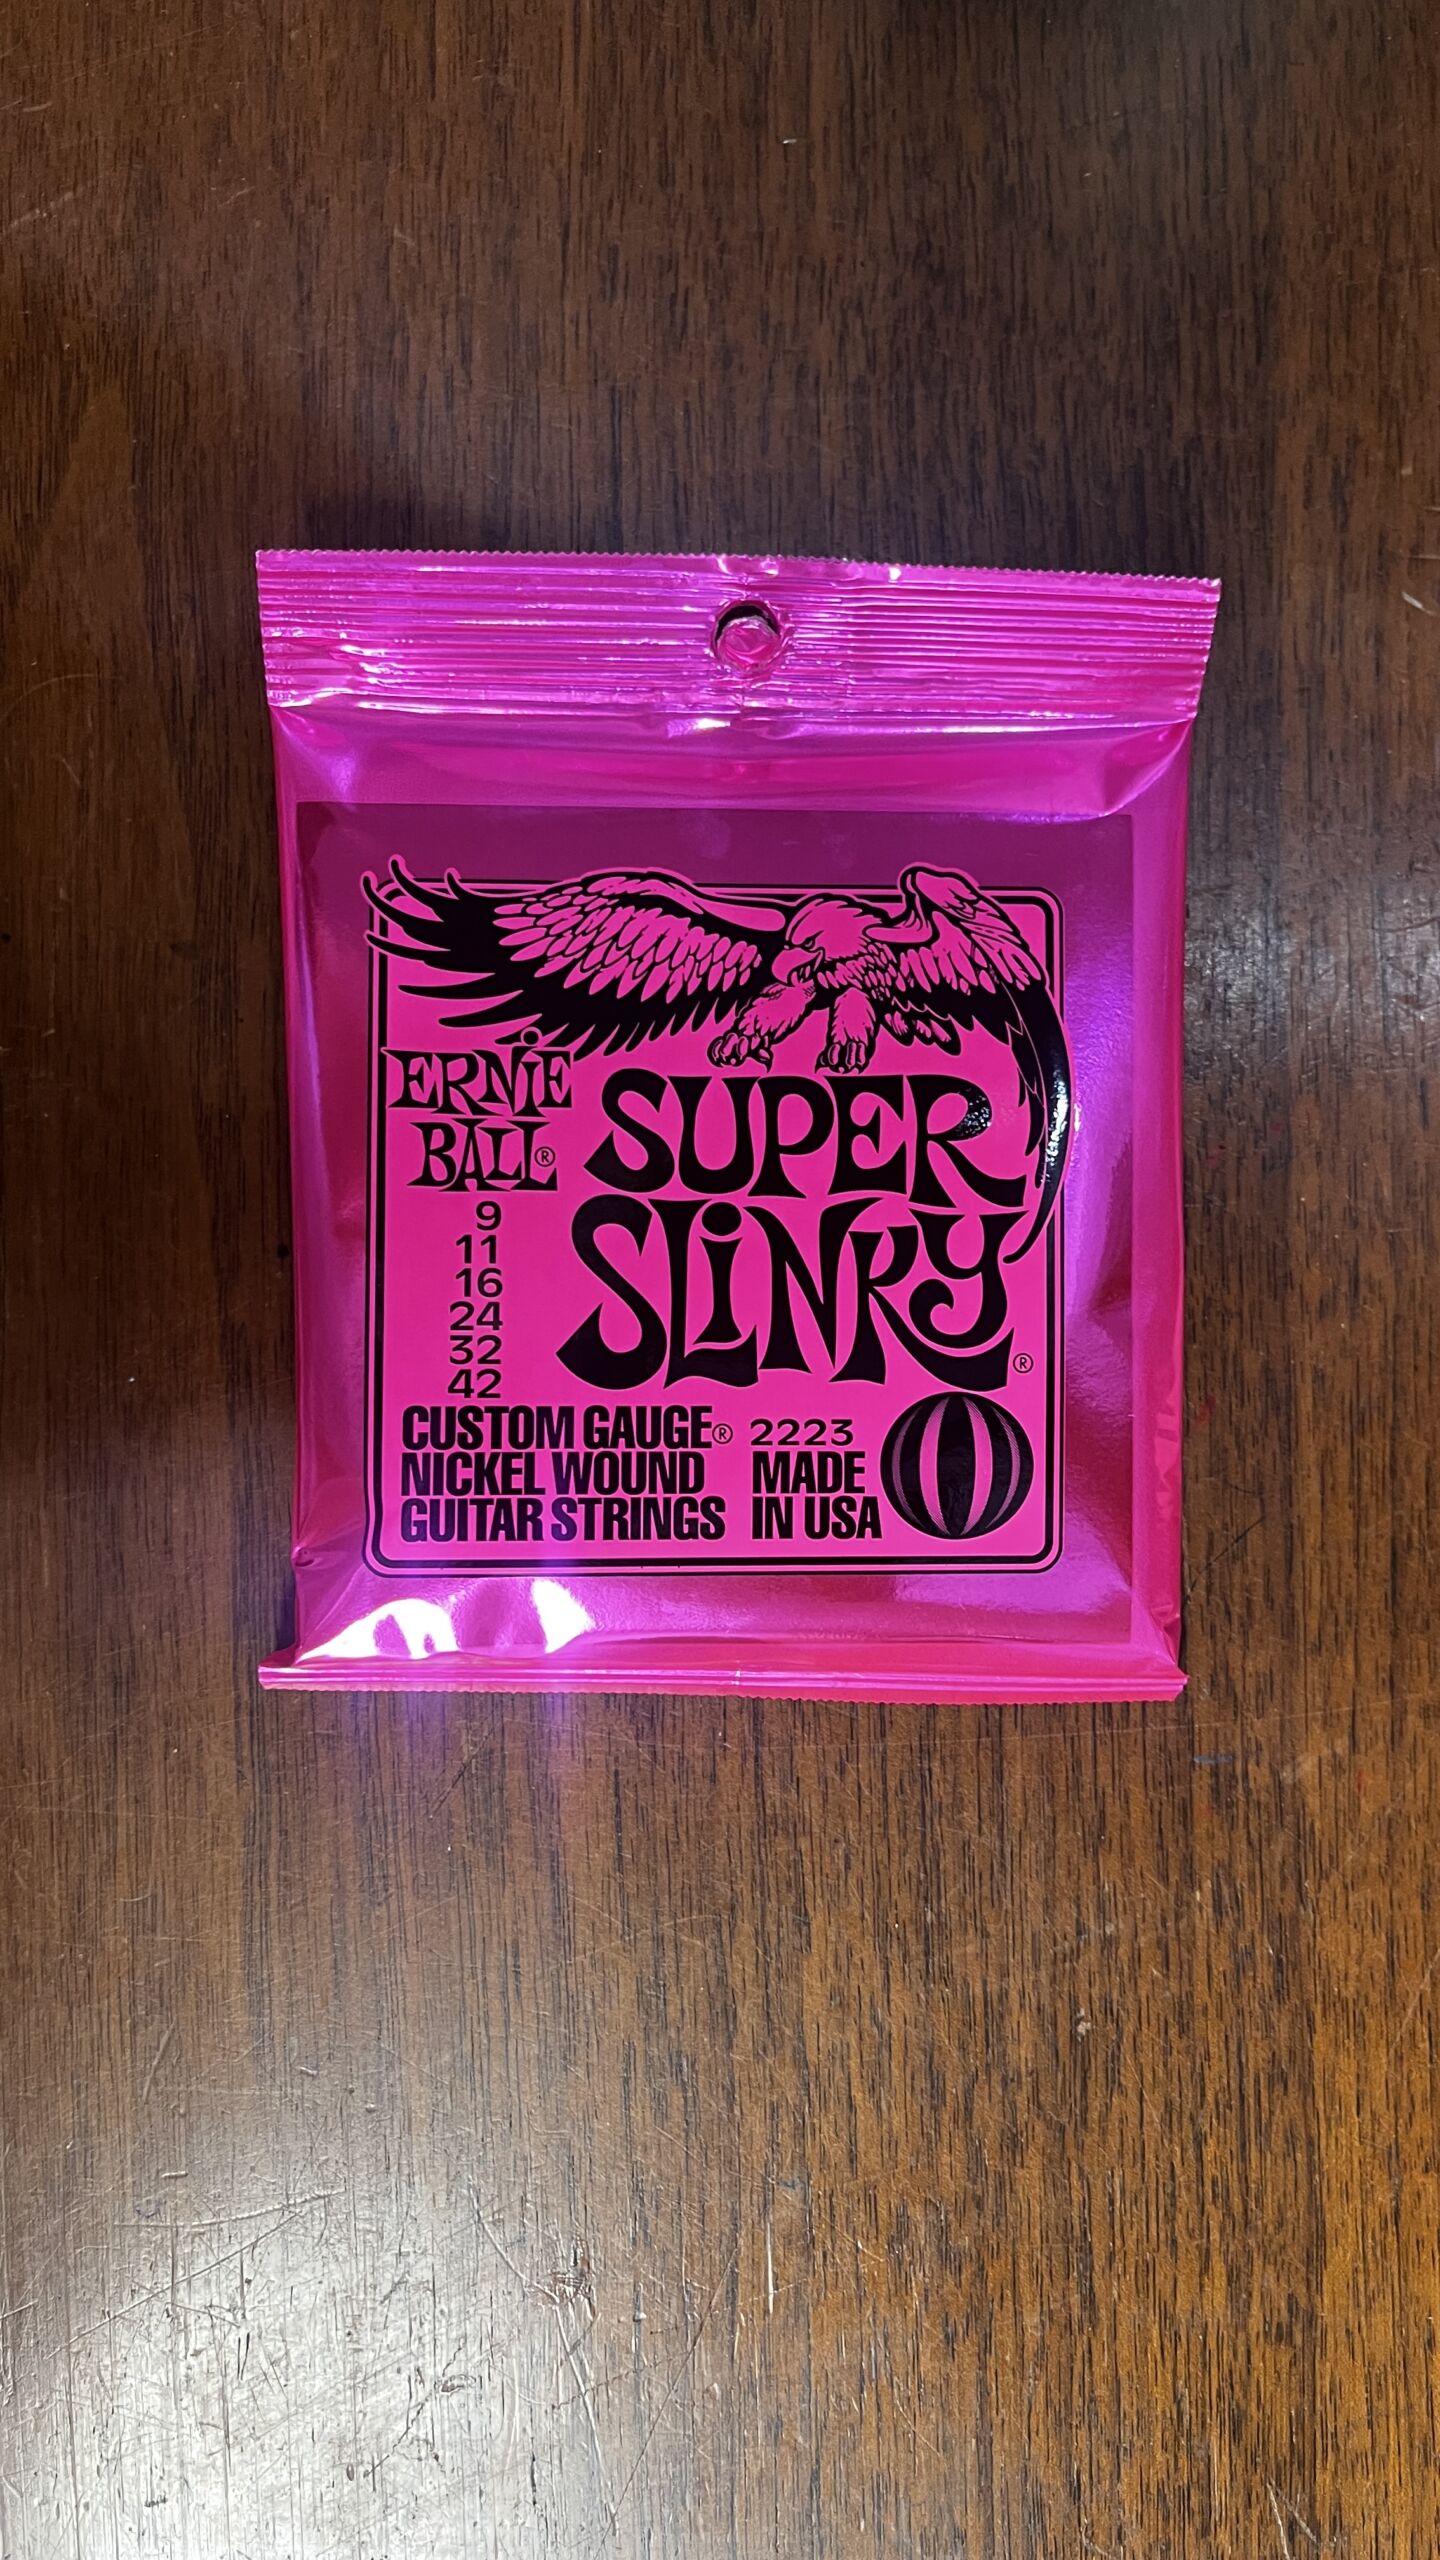 ERNIE
BALL®
SUPER
SLINKY®
9
11
16
24
32
42
CUSTOM GAUGE®
NICKEL WOUND
GUITAR STRINGS
2223
MADE
IN USA